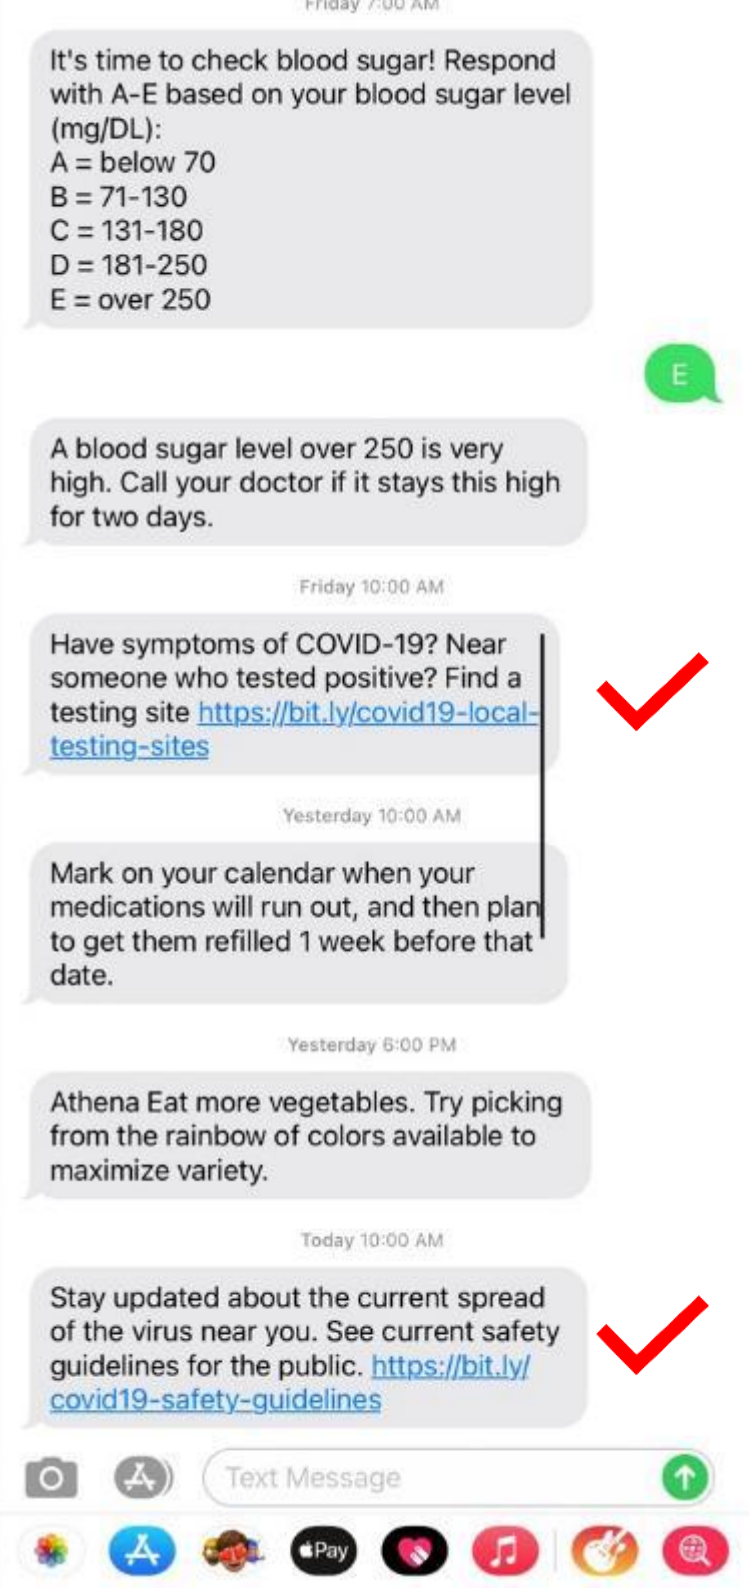 Friday 7:00 AM
It's time to check blood sugar! Respond
with A-E based on your blood sugar level
(mg/DL):
A = below 70
B = 71-130
C = 131-180
D = 181-250
E = over 250
E
A blood sugar level over 250 is very
high. Call your doctor if it stays this high
for two days.
Friday 10:00 AM
Have symptoms of COVID-19? Near
someone who tested positive? Find a
testing site https://bit.ly/covid19-local-
testing-sites
Yesterday 10:00 AM
Mark on your calendar when your
medications will run out, and then plan
to get them refilled 1 week before that
date.
Yesterday 6:00 PM
Athena Eat more vegetables. Try picking
from the rainbow of colors available to
maximize variety.
Today 10:00 AM
Stay updated about the current spread
of the virus near you. See current safety
guidelines for the public. https://bit.ly/
covid19-safety-guidelines
Text Message
Pay